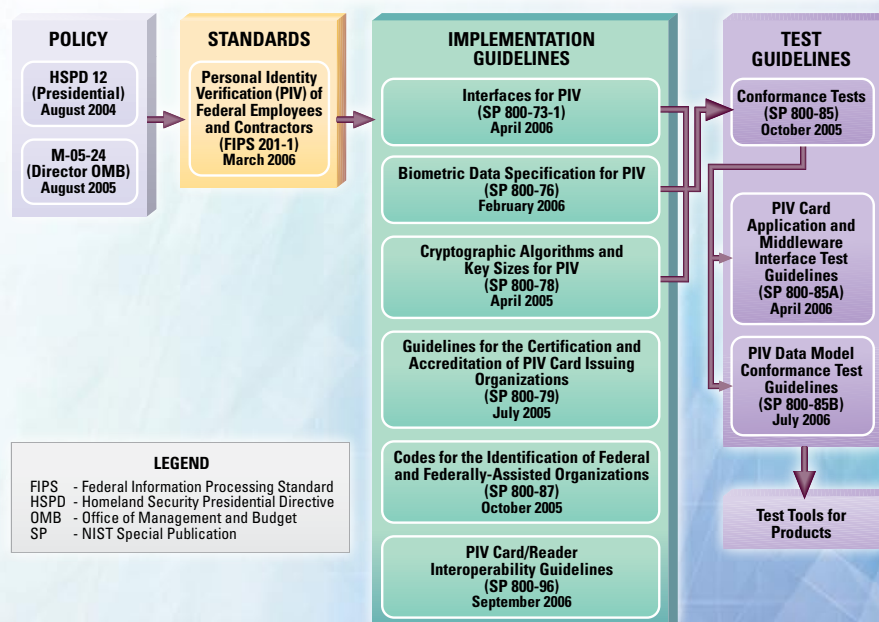 POLICY
HSPD 12
(Presidential)
August 2004
M-05-24
(Director OMB)
August 2005
STANDARDS
Personal Identity
Verification (PIV) of
Federal Employees
and Contractors
(FIPS 201-1)
March 2006
IMPLEMENTATION
GUIDELINES
Interfaces for PIV
(SP 800-73-1)
April 2006
Biometric Data Specification for PIV
(SP 800-76)
February 2006
Cryptographic Algorithms and
Key Sizes for PIV
(SP 800-78)
April 2005
Guidelines for the Certification and
Accreditation of PIV Card Issuing
Organizations
(SP 800-79)
July 2005
Codes for the Identification of Federal
and Federally-Assisted Organizations
(SP 800-87)
October 2005
PIV Card/Reader
Interoperability Guidelines
(SP 800-96)
September 2006
TEST
GUIDELINES
Conformance Tests
(SP 800-85)
October 2005
PIV Card
Application and
Middleware
Interface Test
Guidelines
(SP 800-85A)
April 2006
PIV Data Model
Conformance Test
Guidelines
(SP 800-85B)
July 2006
Test Tools for
Products
LEGEND
FIPS - Federal Information Processing Standard
HSPD - Homeland Security Presidential Directive
OMB - Office of Management and Budget
SP - NIST Special Publication